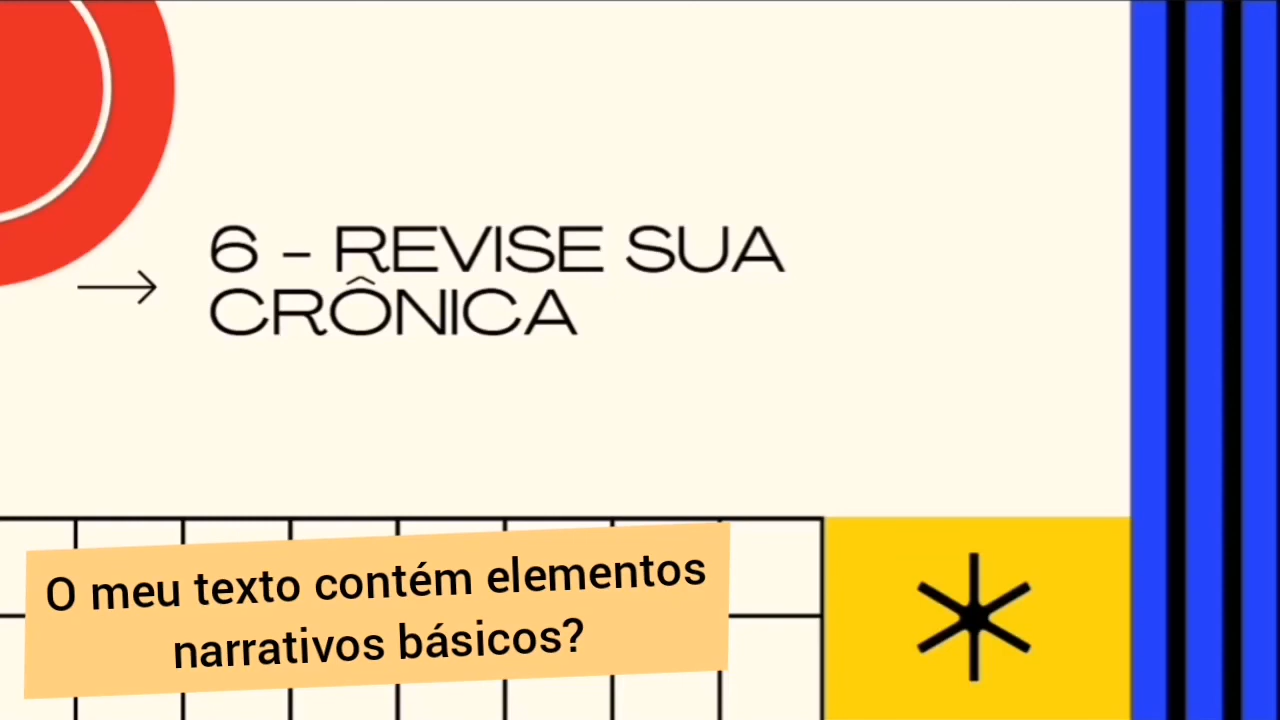 6 - REVISE SUA
CRÔNICA
O meu texto contém elementos
narrativos básicos?